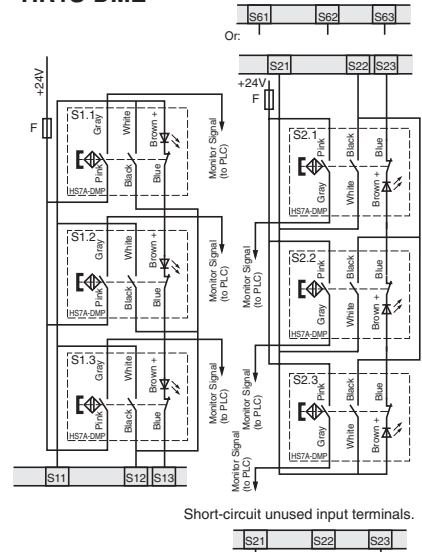 S61 S62 S63
Or:
S21 S22 S23
+24V
F
S1.1
Gray
White
Brown +
Pink
Black
Blue
HS7A-DMP
Monitor Signal
(to PLC)
S1.2
Gray
White
Brown +
Pink
Black
Blue
HS7A-DMP
Monitor Signal
(to PLC)
S1.3
Gray
White
Brown +
Pink
Black
Blue
HS7A-DMP
Monitor Signal
(to PLC)
S11 S12 S13
+24V
F
S2.1
Pink
Black
Blue
Gray
White
Brown +
HS7A-DMP
Monitor Signal
(to PLC)
S2.2
Pink
Black
Blue
Gray
White
Brown +
HS7A-DMP
Monitor Signal
(to PLC)
S2.3
Pink
Black
Blue
Gray
White
Brown +
HS7A-DMP
Monitor Signal
(to PLC)
Short-circuit unused input terminals.
S21 S22 S23